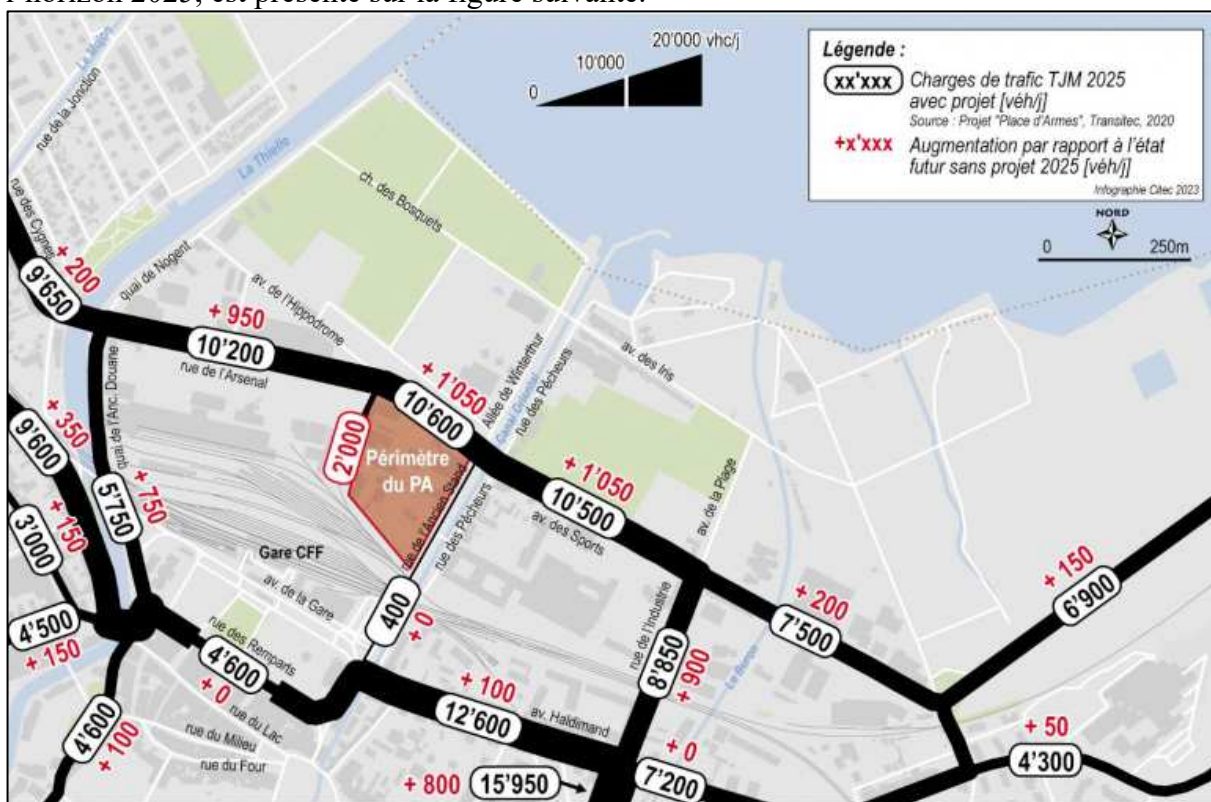 l'horizon 2025, est présenté sur la figure suivante.
20'000 vhc/j
10'000
0
Légende :
xx'xxx
Charges de trafic TJM 2025
avec projet [véh/j]
Source : Projet "Place d'Armes", Transitec, 2020
+x'xxx
Augmentation par rapport à l'état
futur sans projet 2025 [véh/j]
Infographie Citec 2023
NORD
0
250m
Le Mujon
rue de la Jonction
La Thielle
rue des Cygnes
ch. des Bosquets
quai de Nogent
av. de l'Hippodrome
+ 200
9'650
+ 950
10'200
rue de l'Arsenal
Allée de Winterthur
Canal Oriental
rue des Pêcheurs
av. des Iris
+ 1'050
10'600
quai de l'Anc. Douane
+ 350
9'600
+ 150
5'750
+ 750
2'000
Périmètre
du PA
rue de l'Ancien Stand
rue des Pêcheurs
+ 1'050
10'500
av. des Sports
av. de la Plage
3'000
Gare CFF
av. de la Gare
400
+ 0
rue de l'Industrie
8'850
+ 900
+ 200
7'500
+ 150
6'900
4'500
+ 150
rue des Remparts
4'600
+ 0
rue du Lac
rue du Milieu
rue du Four
4'600
+ 100
+ 100
12'600
av. Haldimand
+ 0
7'200
+ 50
4'300
+ 800
15'950